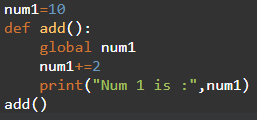 num1=10
def add():
    global num1
    num1+=2
    print("Num 1 is :",num1)
add()